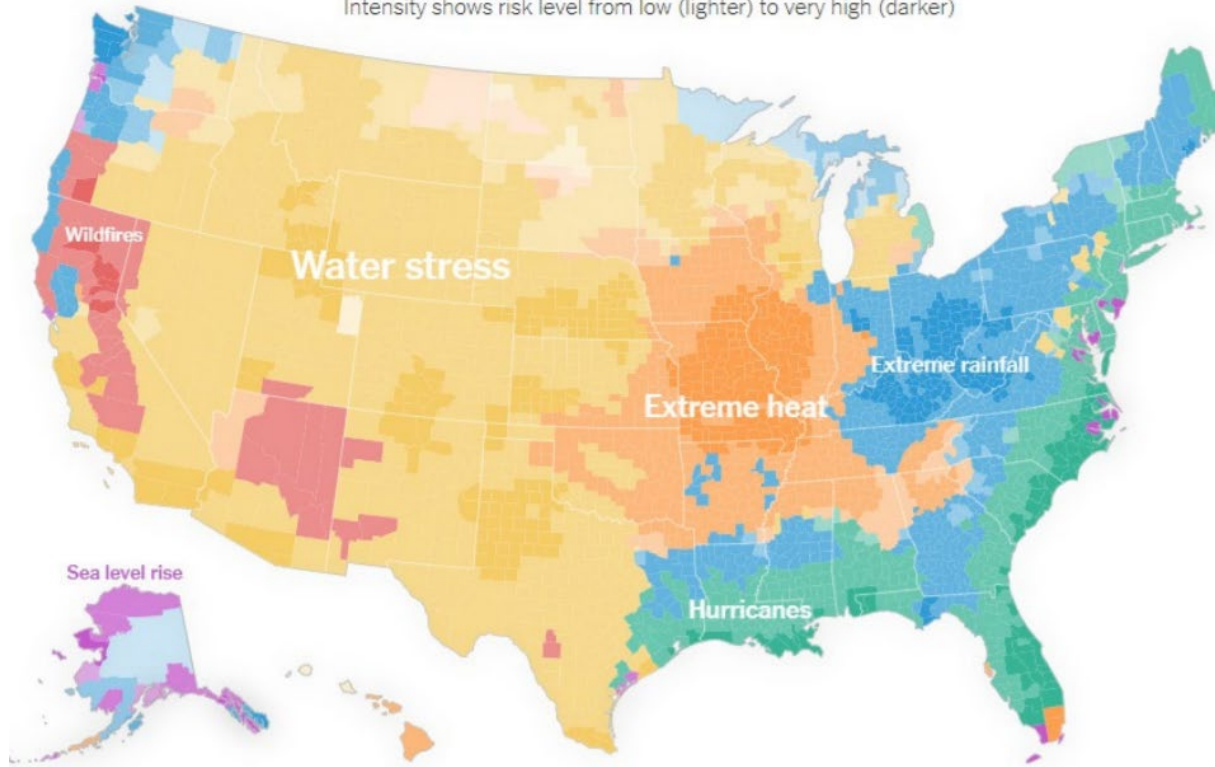 Intensity shows risk level from low (lighter) to very high (darker)
Wildfires
Water stress
Extreme rainfall
Extreme heat
Sea level rise
Hurricanes